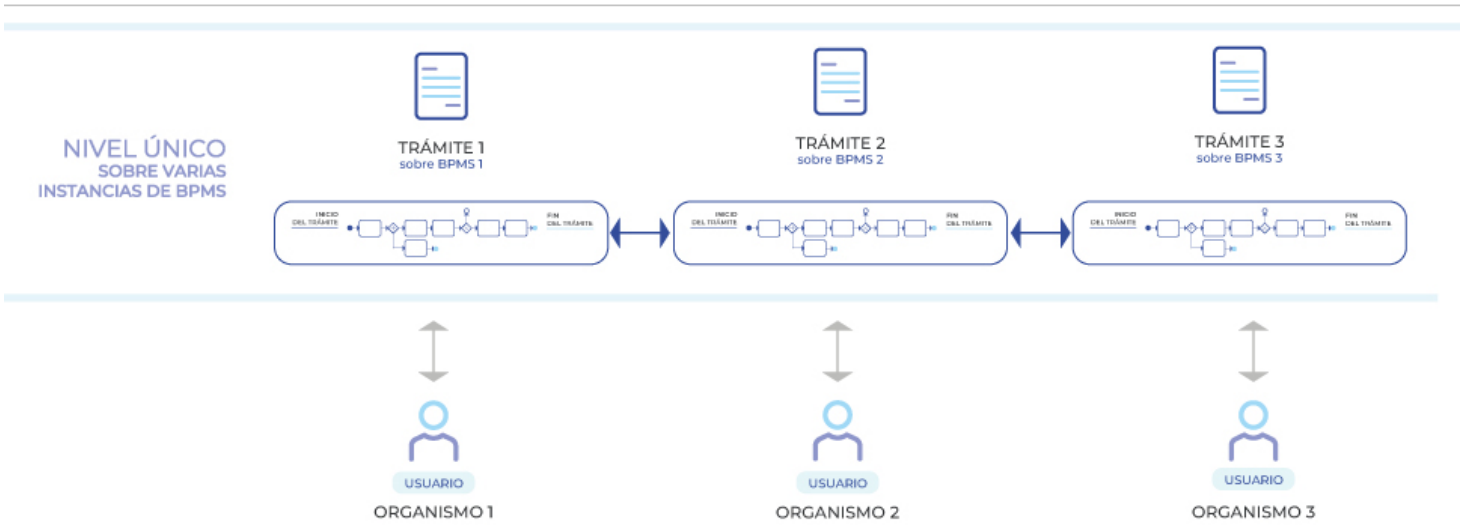 NIVEL ÚNICO
SOBRE VARIAS
INSTANCIAS DE BPMS
TRÁMITE 1
sobre BPMS 1
TRÁMITE 2
sobre BPMS 2
TRÁMITE 3
sobre BPMS 3
INICIO
DEL TRÁMITE
FIN
DEL TRÁMITE
INICIO
DEL TRÁMITE
FIN
DEL TRÁMITE
INICIO
DEL TRÁMITE
FIN
DEL TRÁMITE
USUARIO
ORGANISMO 1
USUARIO
ORGANISMO 2
USUARIO
ORGANISMO 3